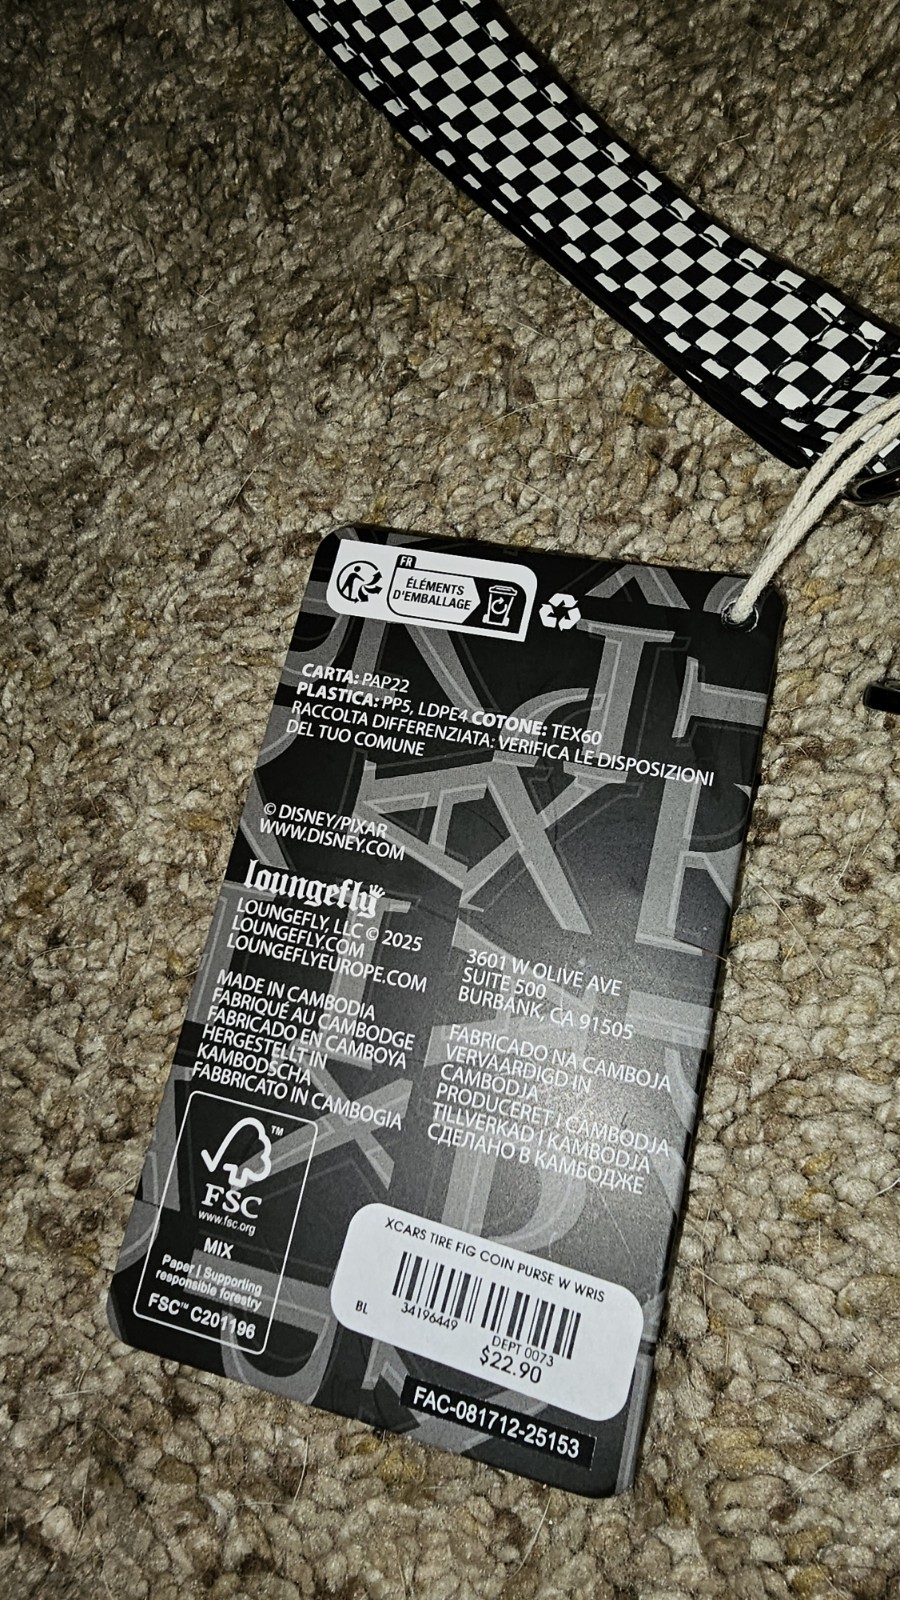 FR
ÉLÉMENTS
D'EMBALLAGE
CARTA: PAP22
PLASTICA: PP5, LDPE4 COTONE: TEX60
RACCOLTA DIFFERENZIATA: VERIFICA LE DISPOSIZIONI
DEL TUO COMUNE
© DISNEY/PIXAR
WWW.DISNEY.COM
loungefly
LOUNGEFLY, LLC © 2025
LOUNGEFLY.COM
LOUNGEFLYEUROPE.COM
3601 W OLIVE AVE
SUITE 500
BURBANK, CA 91505
MADE IN CAMBODIA
FABRIQUÉ AU CAMBODGE
FABRICADO EN CAMBOYA
HERGESTELLT IN
KAMBODSCHA
FABBRICATO IN CAMBOGIA
FABRICADO NA CAMBOJA
VERVAARDIGD IN
CAMBODJA
PRODUCERET I CAMBODJA
TILLVERKAD I KAMBODJA
СДЕЛАНО В КАМБОДЖЕ
FSC
www.fsc.org
MIX
Paper | Supporting
responsible forestry
FSC™ C201196
XCARS TIRE FIG COIN PURSE W WRIS
BL
34196449
DEPT 0073
$22.90
FAC-081712-25153